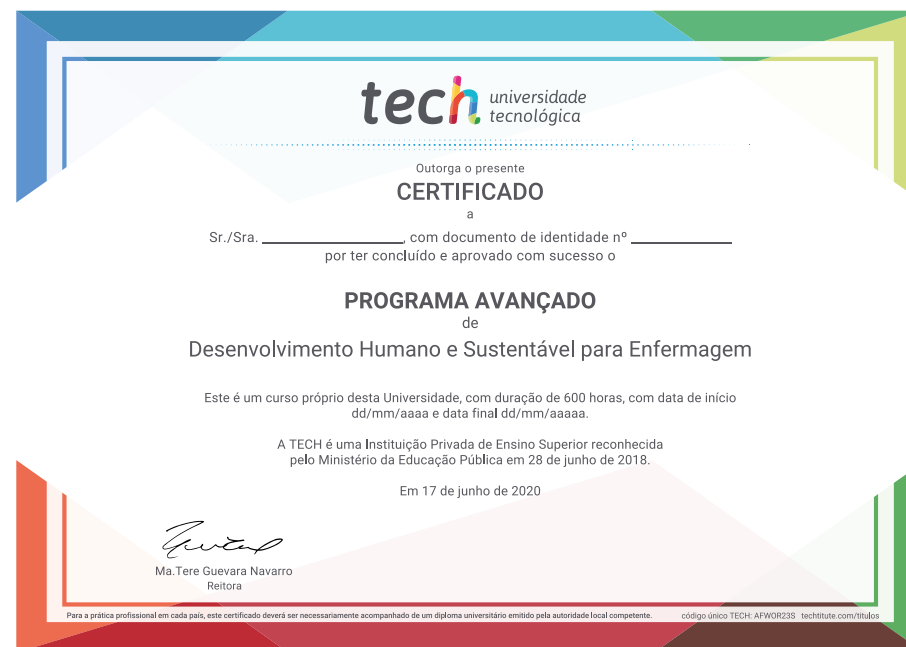 tech universidade
tecnológica
Outorga o presente
CERTIFICADO
a
Sr./Sra. ____________, com documento de identidade nº ____________
por ter concluído e aprovado com sucesso o
PROGRAMA AVANÇADO
de
Desenvolvimento Humano e Sustentável para Enfermagem
Este é um curso próprio desta Universidade, com duração de 600 horas, com data de início
dd/mm/aaaa e data final dd/mm/aaaaa.
A TECH é uma Instituição Privada de Ensino Superior reconhecida
pelo Ministério da Educação Pública em 28 de junho de 2018.
Em 17 de junho de 2020
Ma.Tere Guevara Navarro
Reitora
Para a prática profissional em cada país, este certificado deverá ser necessariamente acompanhado de um diploma universitário emitido pela autoridade local competente. código único TECH: AFWOR23S techtitute.com/titulos